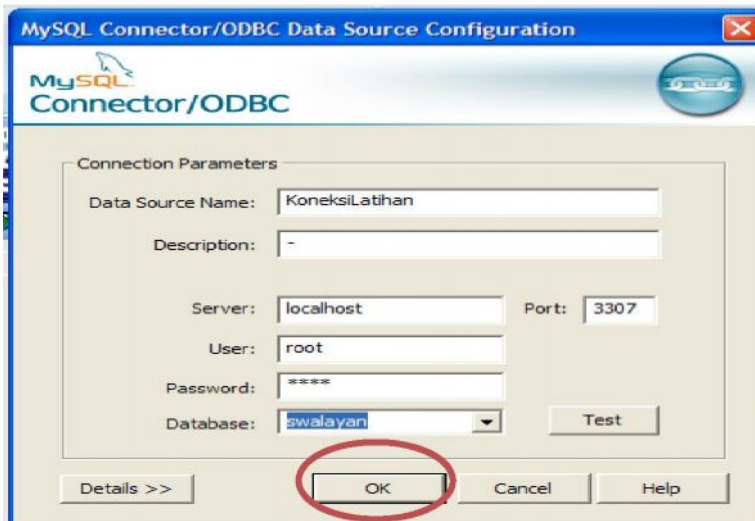 MySQL Connector/ODBC Data Source Configuration
MySQL
Connector/ODBC
Connection Parameters
Data Source Name: KoneksiLatihan
Description: -
Server: localhost Port: 3307
User: root
Password: ****
Database: swalayan Test
Details >> OK Cancel Help